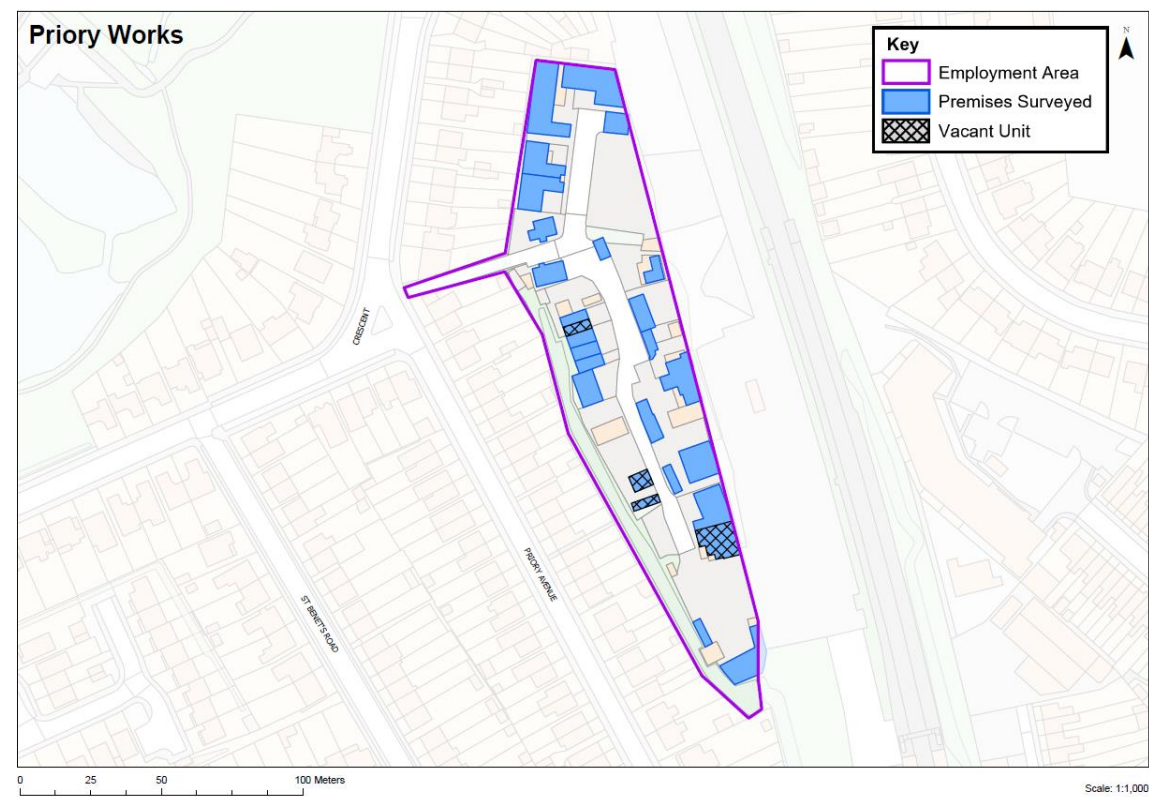 Priory Works
N
Key
Employment Area
Premises Surveyed
Vacant Unit
CRESCENT
PRIORY AVENUE
ST BENET'S ROAD
0 25 50 100 Meters
Scale: 1:1,000